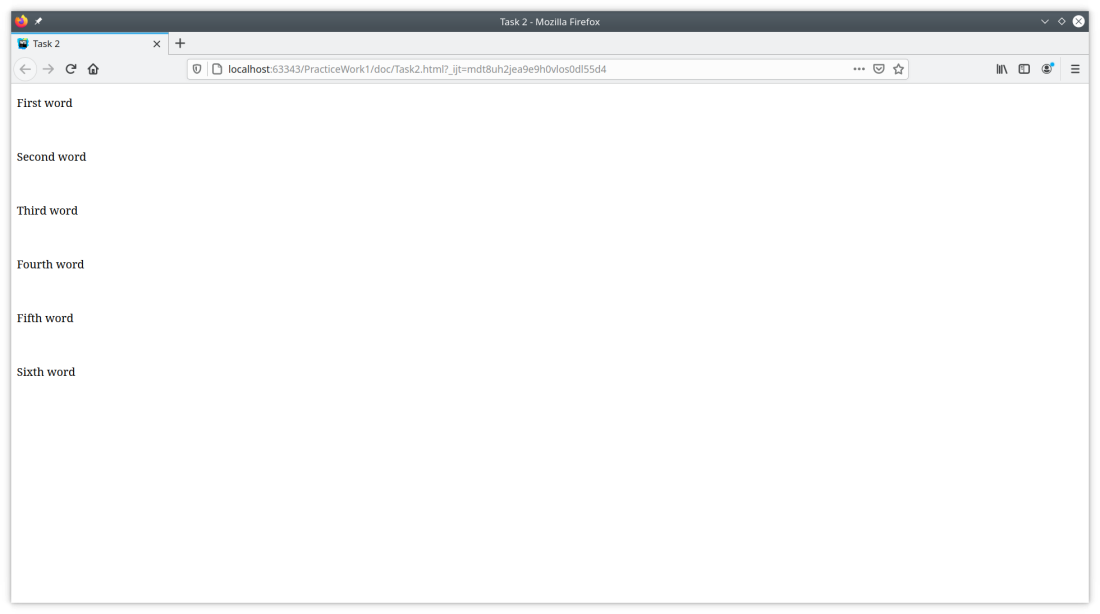 Task 2 - Mozilla Firefox
Task 2
localhost:63343/PracticeWork1/doc/Task2.html?_ijt=mdt8uh2jea9e9h0vlos0dl55d4
First word
Second word
Third word
Fourth word
Fifth word
Sixth word